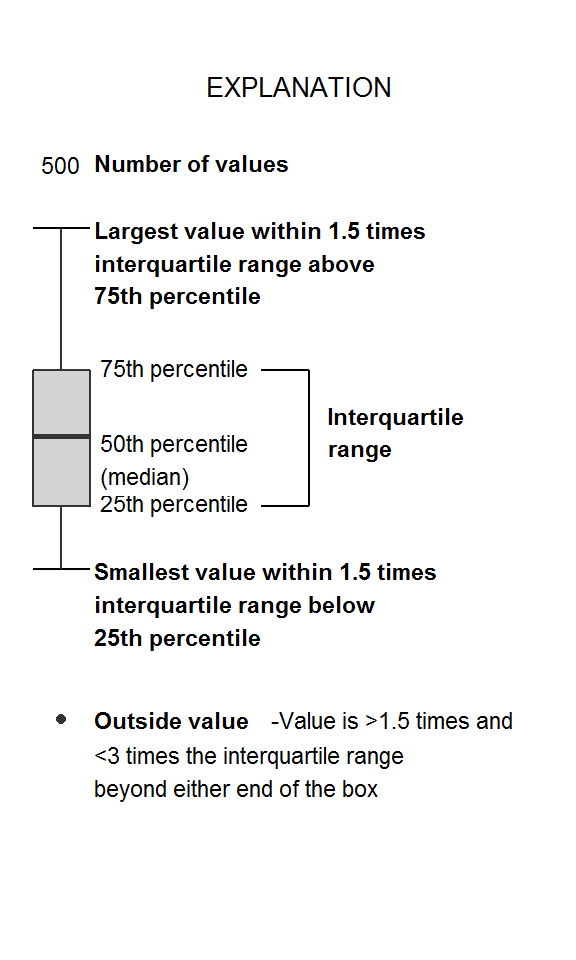 EXPLANATION
500 Number of values
Largest value within 1.5 times
interquartile range above
75th percentile
75th percentile
Interquartile
range
50th percentile
(median)
25th percentile
Smallest value within 1.5 times
interquartile range below
25th percentile
Outside value -Value is >1.5 times and
<3 times the interquartile range
beyond either end of the box